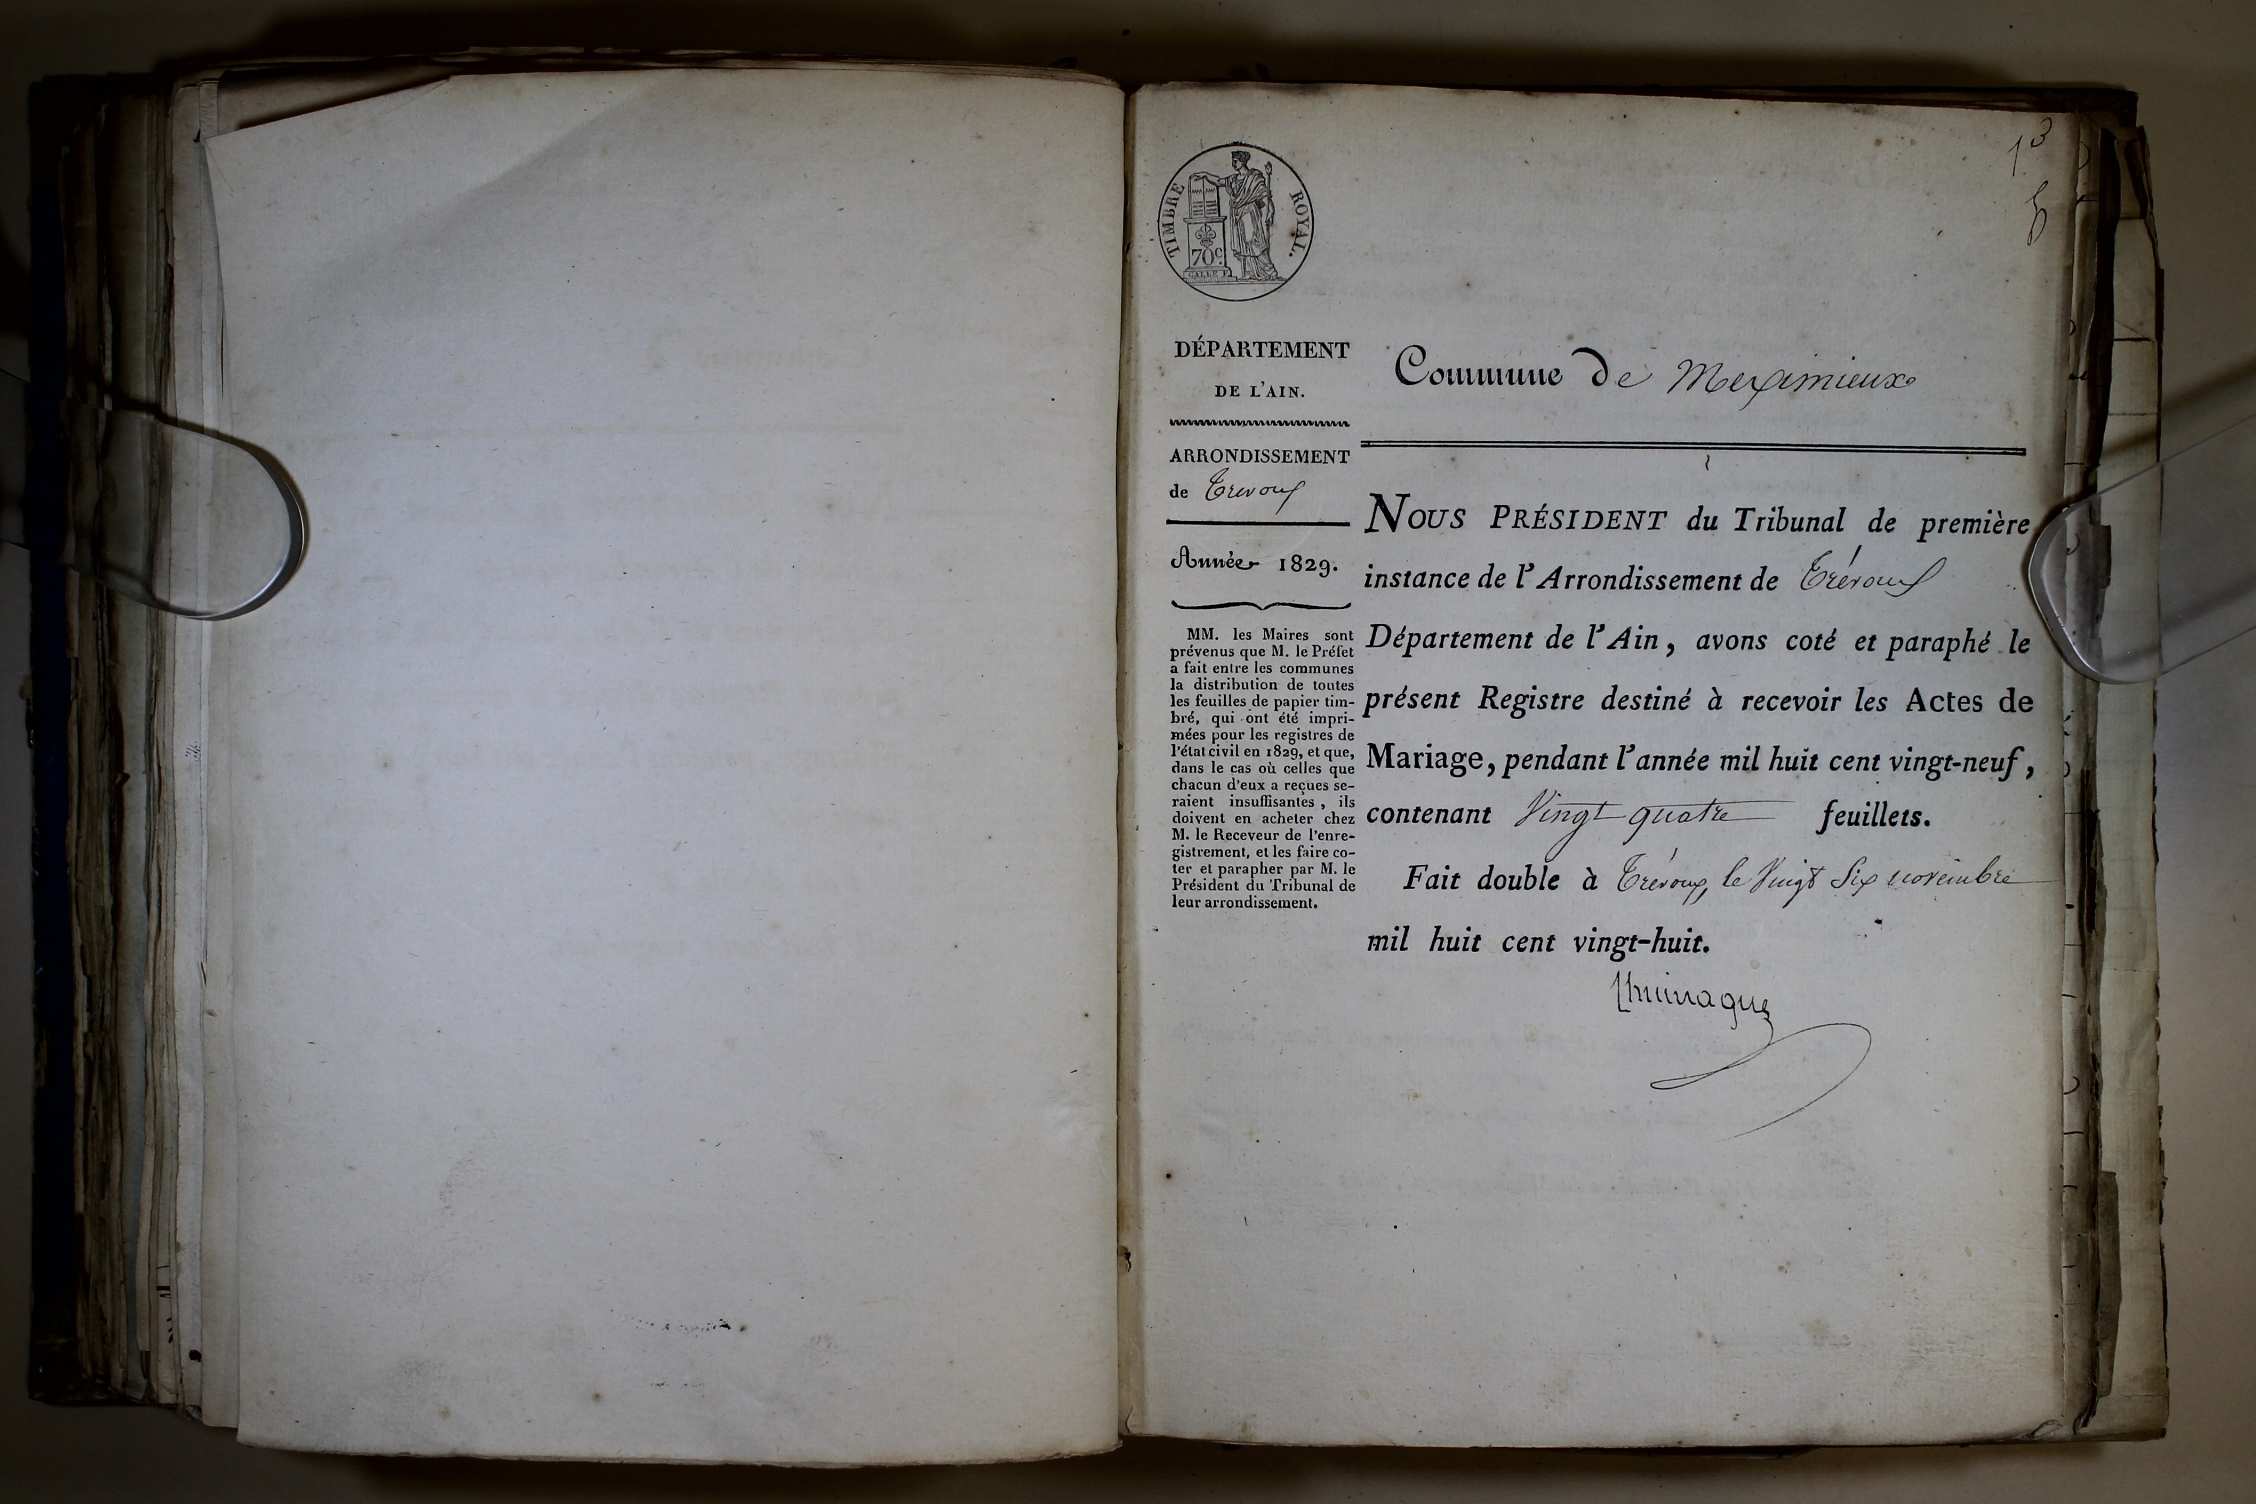 TIMBRE ROYAL.
70c.
DÉPARTEMENT
DE L'AIN.
ARRONDISSEMENT
de Trevoux
Année 1829.
MM. les Maires sont
prévenus que M. le Préfet
a fait entre les communes
la distribution de toutes
les feuilles de papier tim-
bré, qui ont été impri-
mées pour les registres de
l'état civil en 1829, et que,
dans le cas où celles que
chacun d'eux a reçues se-
raient insuffisantes, ils
doivent en acheter chez
M. le Receveur de l'enre-
gistrement, et les faire co-
ter et parapher par M. le
Président du Tribunal de
leur arrondissement.
Commune de Meximieux
NOUS PRÉSIDENT du Tribunal de première
instance de l'Arrondissement de Trévoux
Département de l'Ain, avons coté et paraphé le
présent Registre destiné à recevoir les Actes de
Mariage, pendant l'année mil huit cent vingt-neuf,
contenant Vingt quatre feuillets.
Fait double à Trévoux, le Vingt Six novembre
mil huit cent vingt-huit.